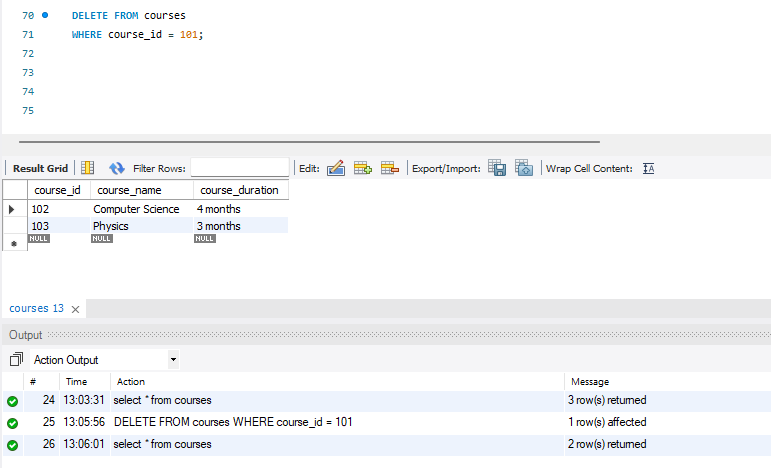 70 DELETE FROM courses
71 WHERE course_id = 101;
72
73
74
75
Result Grid Filter Rows: Edit: Export/Import: Wrap Cell Content: IA
course_id course_name course_duration
102 Computer Science 4 months
103 Physics 3 months
NULL NULL NULL
courses 13
Output
Action Output
# Time Action Message
24 13:03:31 select * from courses 3 row(s) returned
25 13:05:56 DELETE FROM courses WHERE course_id = 101 1 row(s) affected
26 13:06:01 select * from courses 2 row(s) returned